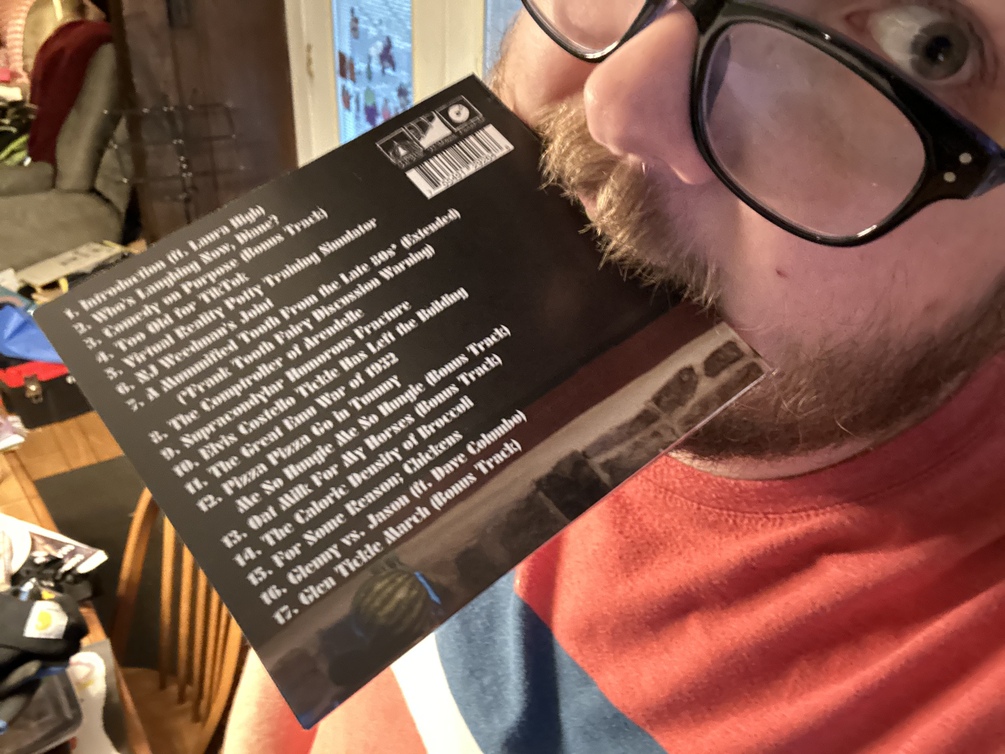 1. Introduction (ft. Laura High)
2. Who's Laughing Now, Diane?
3. Comedy on Purpose (Bonus Track)
4. Too Old for TikTok
5. Virtual Reality Potty Training Simulator
6. NJ Weedman's Joint
7. A Mummified Tooth From the Late 80s* (Extended)
(*Frank Tooth Fairy Discussion Warning)
8. The Comptroller of Arundelle
9. Supracondylar Humorous Fracture
10. Elvis Costello Tickle Has Left the Building
11. The Great Emu War of 1932
12. Pizza Pizza Go In Tummy
Me So Hungie Me So Hungie (Bonus Track)
13. Oat Milk For My Horses (Bonus Track)
14. The Caloric Density of Broccoli
15. For Some Reason, Chickens
16. Glenny vs. Jason (ft. Dave Columbo)
17. Glen Tickle March (Bonus Track)